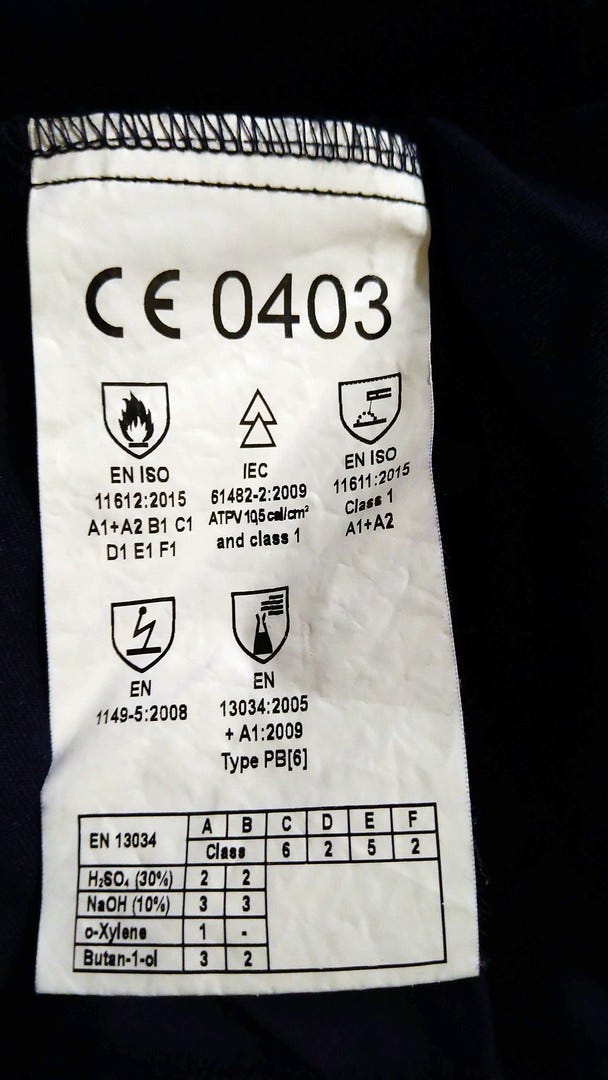 CE 0403
EN ISO
11612:2015
A1+A2 B1 C1
D1 E1 F1
IEC
61482-2:2009
ATPV 10,5 cal/cm²
and class 1
EN ISO
11611:2015
Class 1
A1+A2
EN
1149-5:2008
EN
13034:2005
+ A1:2009
Type PB[6]
EN 13034 A B C D E F
Class 6 2 5 2
H₂SO₄ (30%) 2 2
NaOH (10%) 3 3
o-Xylene 1 -
Butan-1-ol 3 2